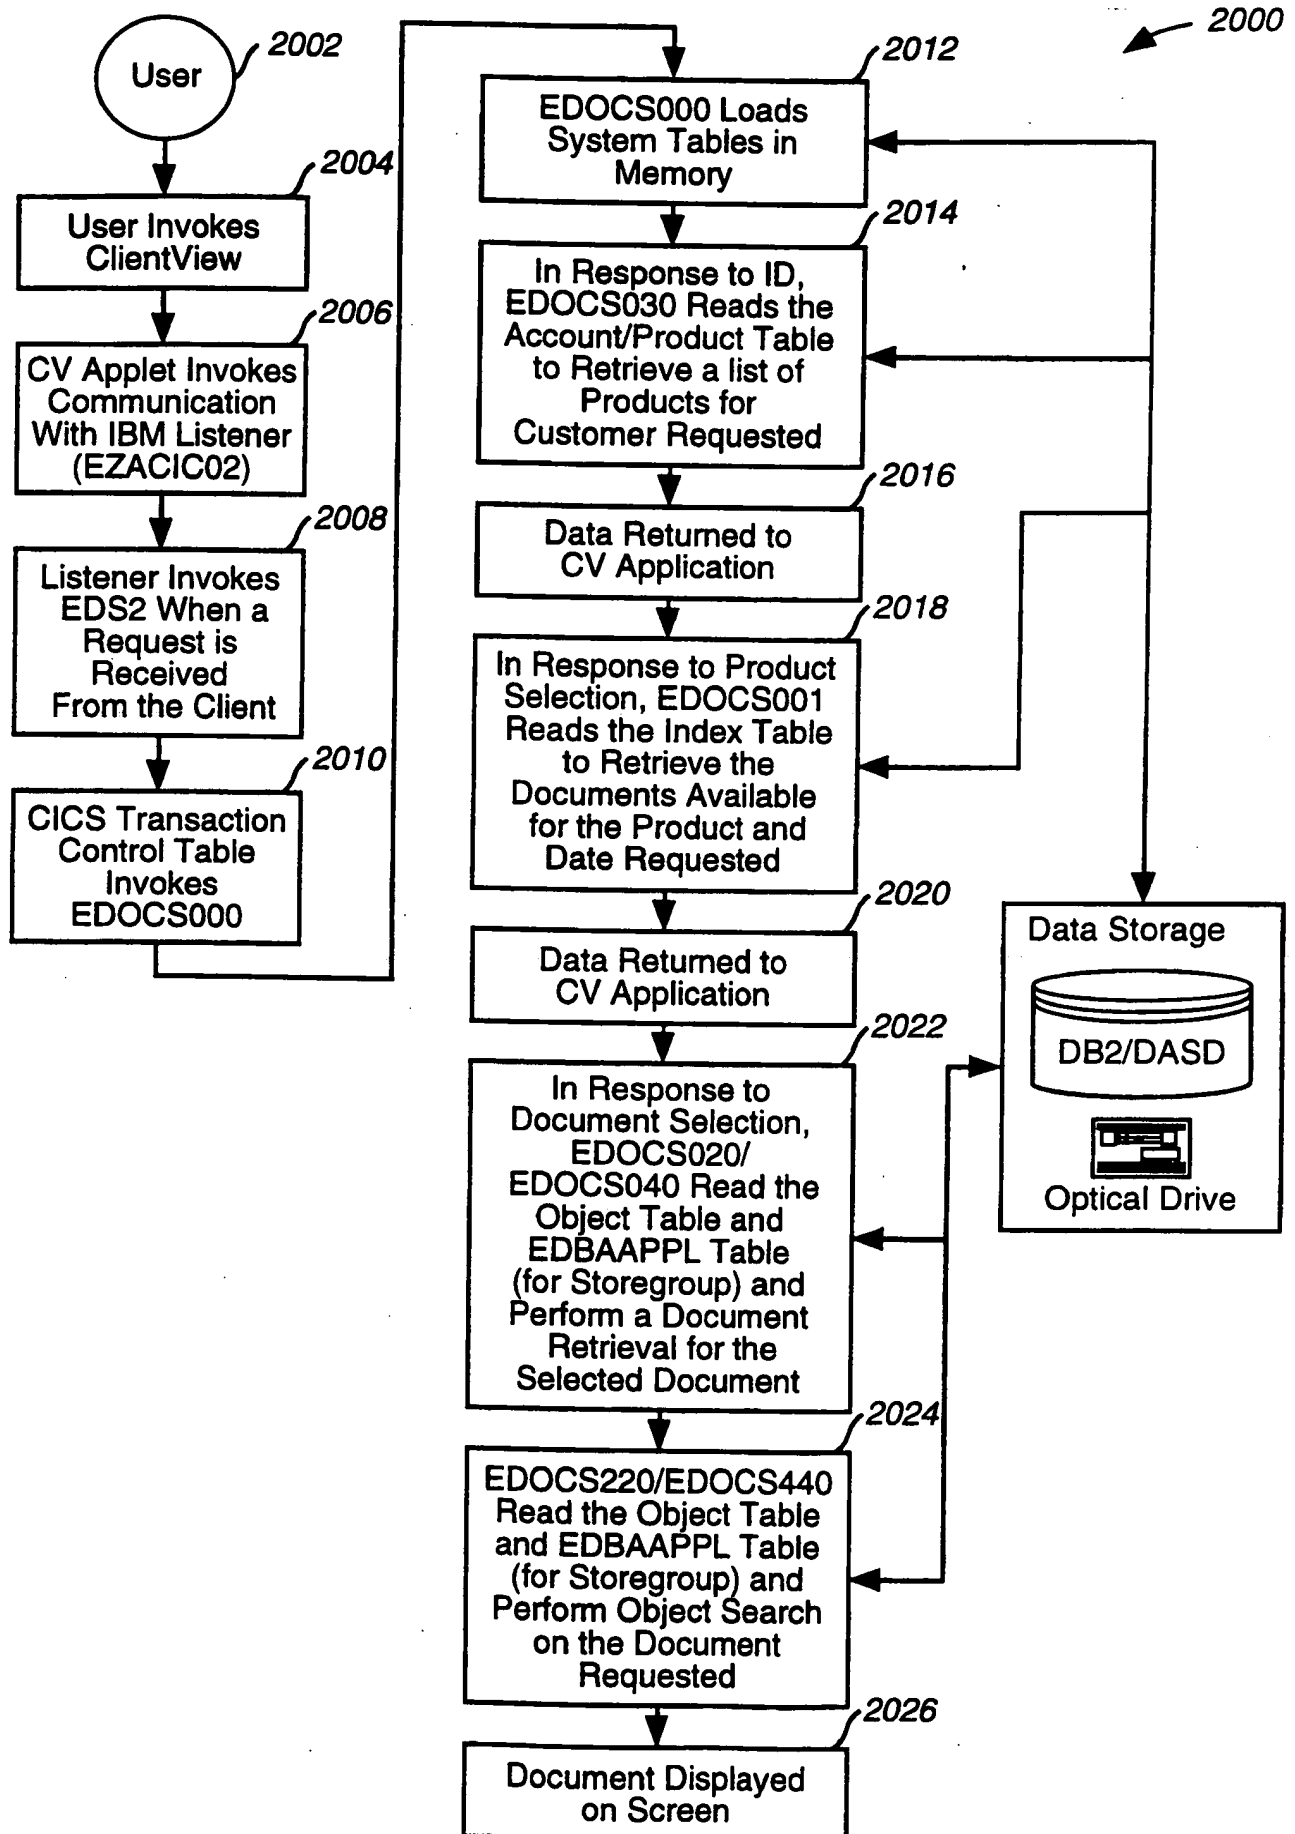 2000
User
2002
2004
User Invokes
ClientView
2006
CV Applet Invokes
Communication
With IBM Listener
(EZACIC02)
2008
Listener Invokes
EDS2 When a
Request is
Received
From the Client
2010
CICS Transaction
Control Table
Invokes
EDOCS000
2012
EDOCS000 Loads
System Tables in
Memory
2014
In Response to ID,
EDOCS030 Reads the
Account/Product Table
to Retrieve a list of
Products for
Customer Requested
2016
Data Returned to
CV Application
2018
In Response to Product
Selection, EDOCS001
Reads the Index Table
to Retrieve the
Documents Available
for the Product and
Date Requested
2020
Data Returned to
CV Application
2022
In Response to
Document Selection,
EDOCS020/
EDOCS040 Read the
Object Table and
EDBAAPPL Table
(for Storegroup) and
Perform a Document
Retrieval for the
Selected Document
2024
EDOCS220/EDOCS440
Read the Object Table
and EDBAAPPL Table
(for Storegroup) and
Perform Object Search
on the Document
Requested
2026
Document Displayed
on Screen
Data Storage
DB2/DASD
Optical Drive